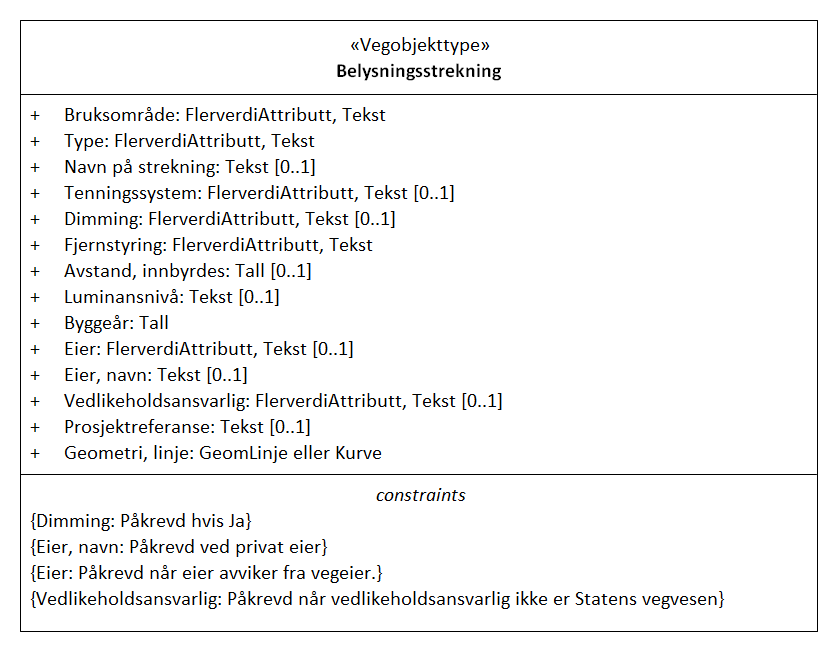 «Vegobjekttype»
Belysningsstrekning
+ Bruksområde: FlerverdiAttributt, Tekst
+ Type: FlerverdiAttributt, Tekst
+ Navn på strekning: Tekst [0..1]
+ Tenningssystem: FlerverdiAttributt, Tekst [0..1]
+ Dimming: FlerverdiAttributt, Tekst [0..1]
+ Fjernstyring: FlerverdiAttributt, Tekst
+ Avstand, innbyrdes: Tall [0..1]
+ Luminansnivå: Tekst [0..1]
+ Byggeår: Tall
+ Eier: FlerverdiAttributt, Tekst [0..1]
+ Eier, navn: Tekst [0..1]
+ Vedlikeholdsansvarlig: FlerverdiAttributt, Tekst [0..1]
+ Prosjektreferanse: Tekst [0..1]
+ Geometri, linje: GeomLinje eller Kurve
constraints
{Dimming: Påkrevd hvis Ja}
{Eier, navn: Påkrevd ved privat eier}
{Eier: Påkrevd når eier avviker fra vegeier.}
{Vedlikeholdsansvarlig: Påkrevd når vedlikeholdsansvarlig ikke er Statens vegvesen}